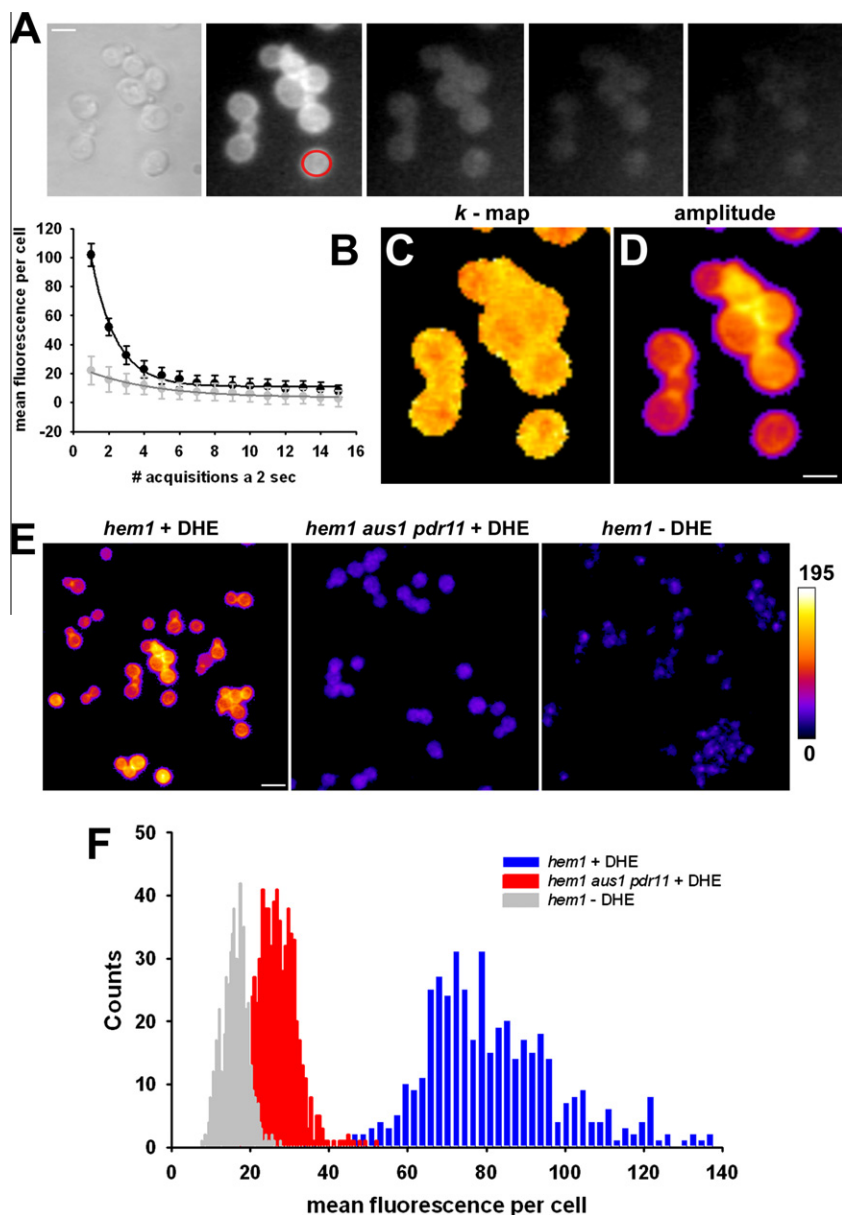 A
mean fluorescence per cell
120
100
80
60
40
20
0
-20
0 2 4 6 8 10 12 14 16
# acquisitions a 2 sec
B
k - map
C
amplitude
D
E
hem1 + DHE
hem1 aus1 pdr11 + DHE
hem1 - DHE
195
0
F
Counts
50
40
30
20
10
0
hem1 + DHE
hem1 aus1 pdr11 + DHE
hem1 - DHE
0 20 40 60 80 100 120 140
mean fluorescence per cell